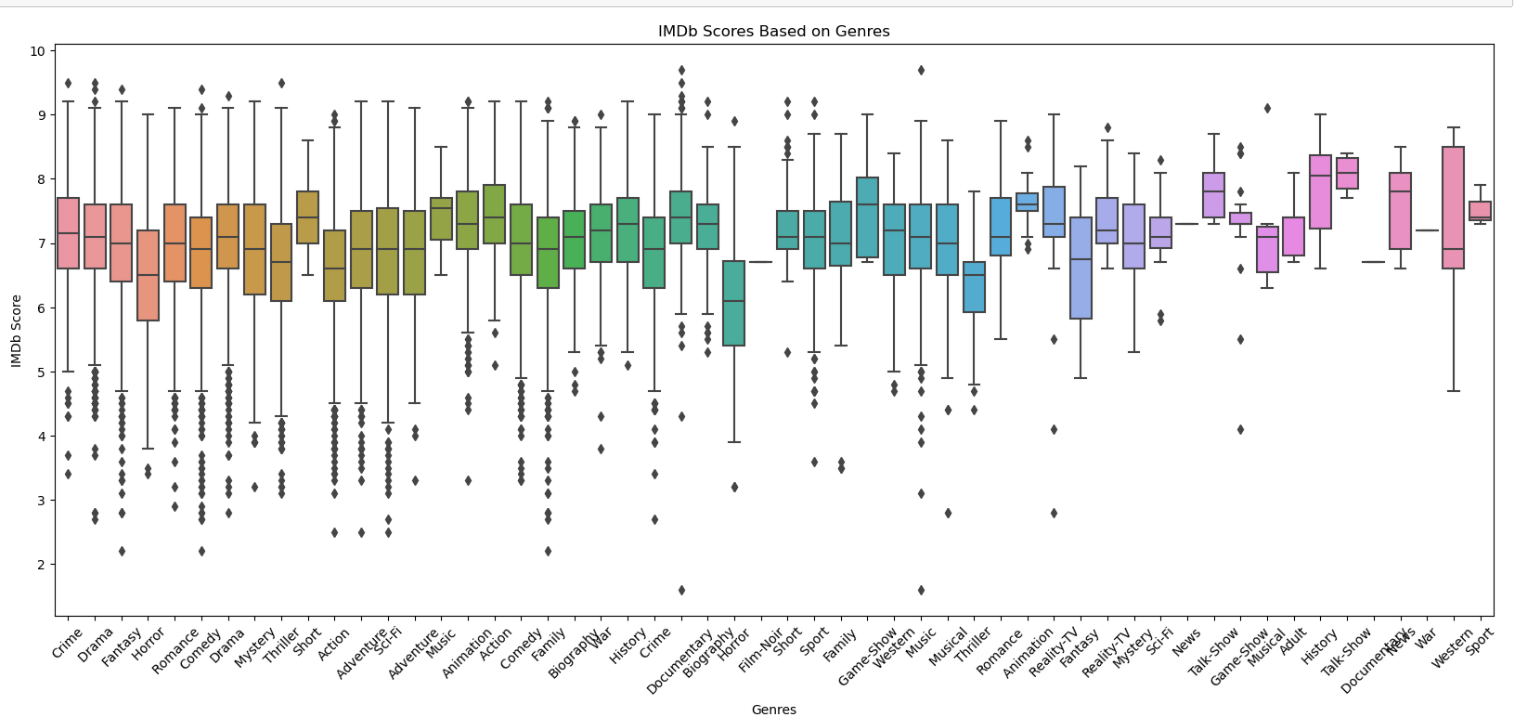 IMDb Scores Based on Genres
10
9
8
7
6
5
4
3
2
IMDb Score
Crime
Drama
Fantasy
Horror
Romance
Comedy
Drama
Mystery
Thriller
Short
Action
Adventure
Sci-Fi
Adventure
Music
Animation
Action
Comedy
Family
Biography
War
History
Crime
Documentary
Biography
Horror
Film-Noir
Short
Sport
Family
Game-Show
Western
Music
Musical
Thriller
Romance
Animation
Reality-TV
Fantasy
Reality-TV
Mystery
Sci-Fi
News
Talk-Show
Game-Show
Musical
Adult
History
Talk-Show
Documentary
News
War
Western
Sport
Genres